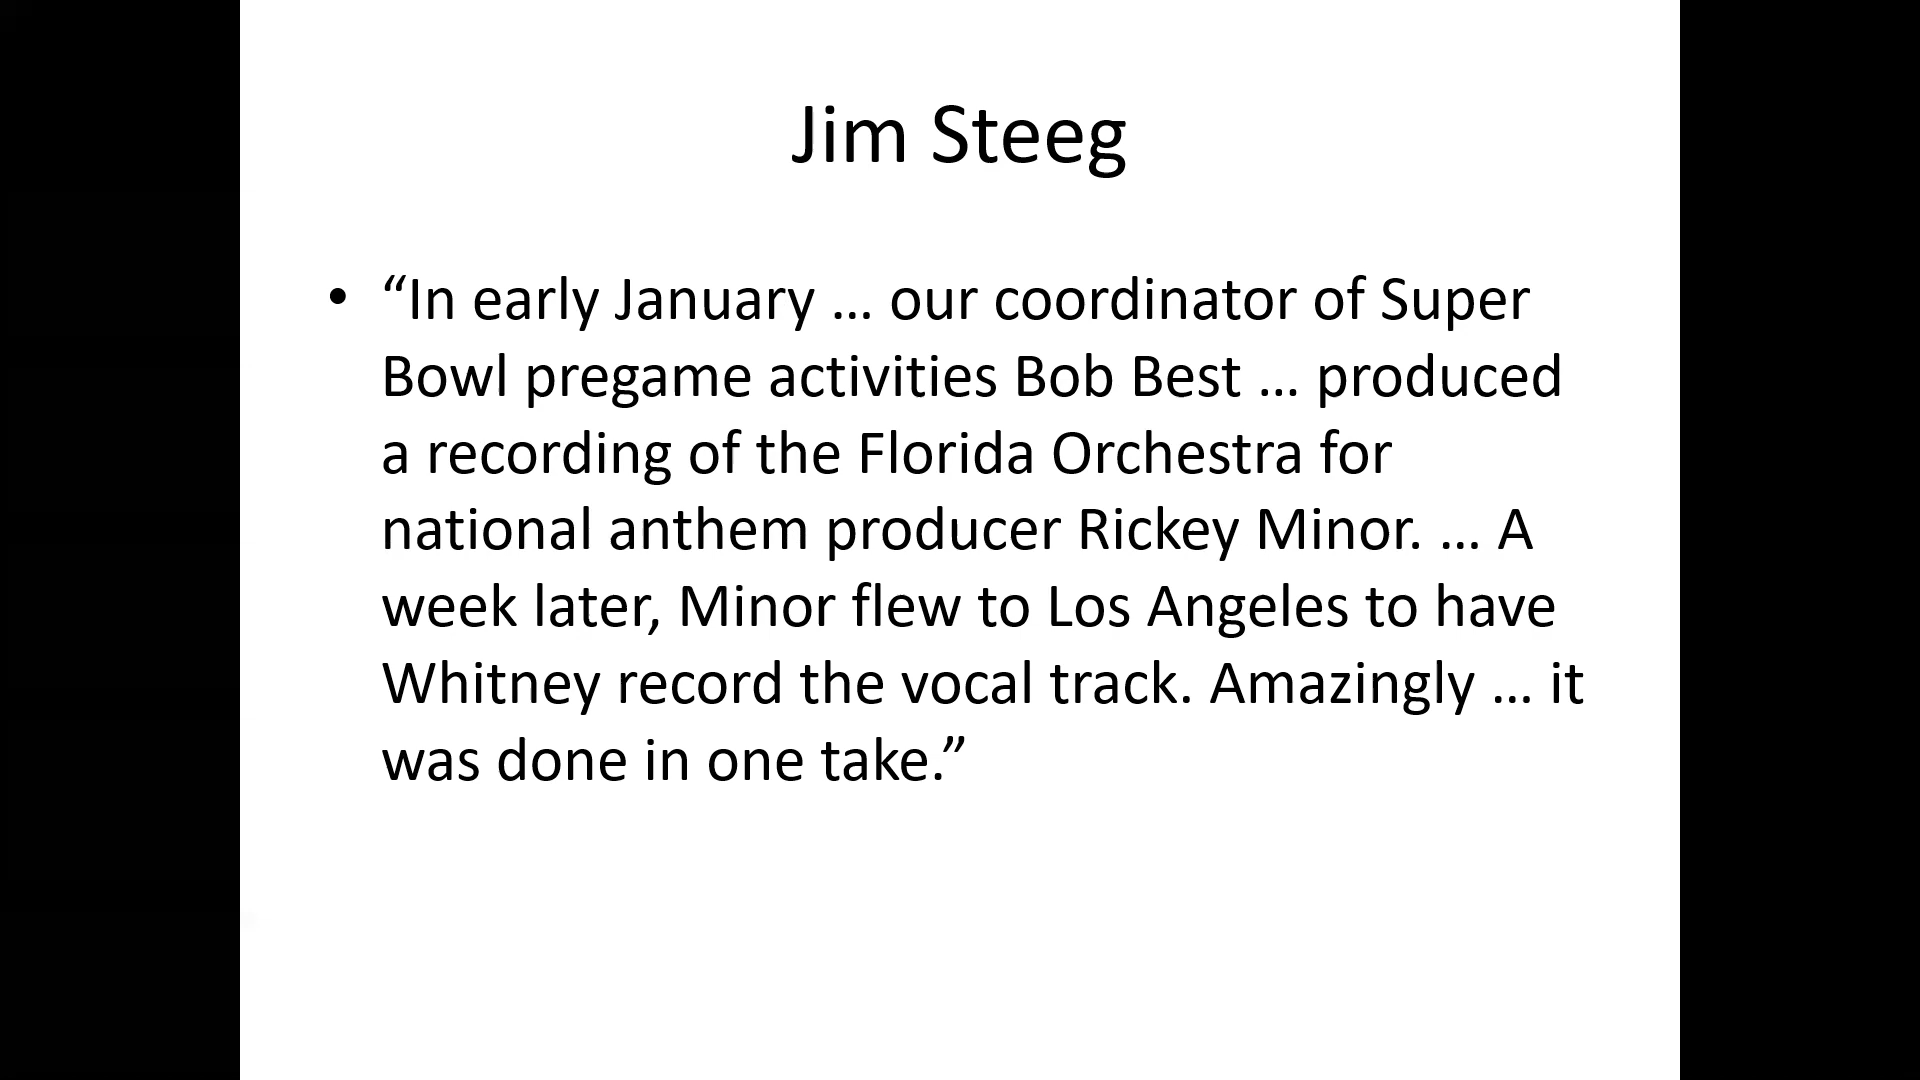 Jim Steeg
• “In early January … our coordinator of Super
Bowl pregame activities Bob Best … produced
a recording of the Florida Orchestra for
national anthem producer Rickey Minor. … A
week later, Minor flew to Los Angeles to have
Whitney record the vocal track. Amazingly … it
was done in one take.”